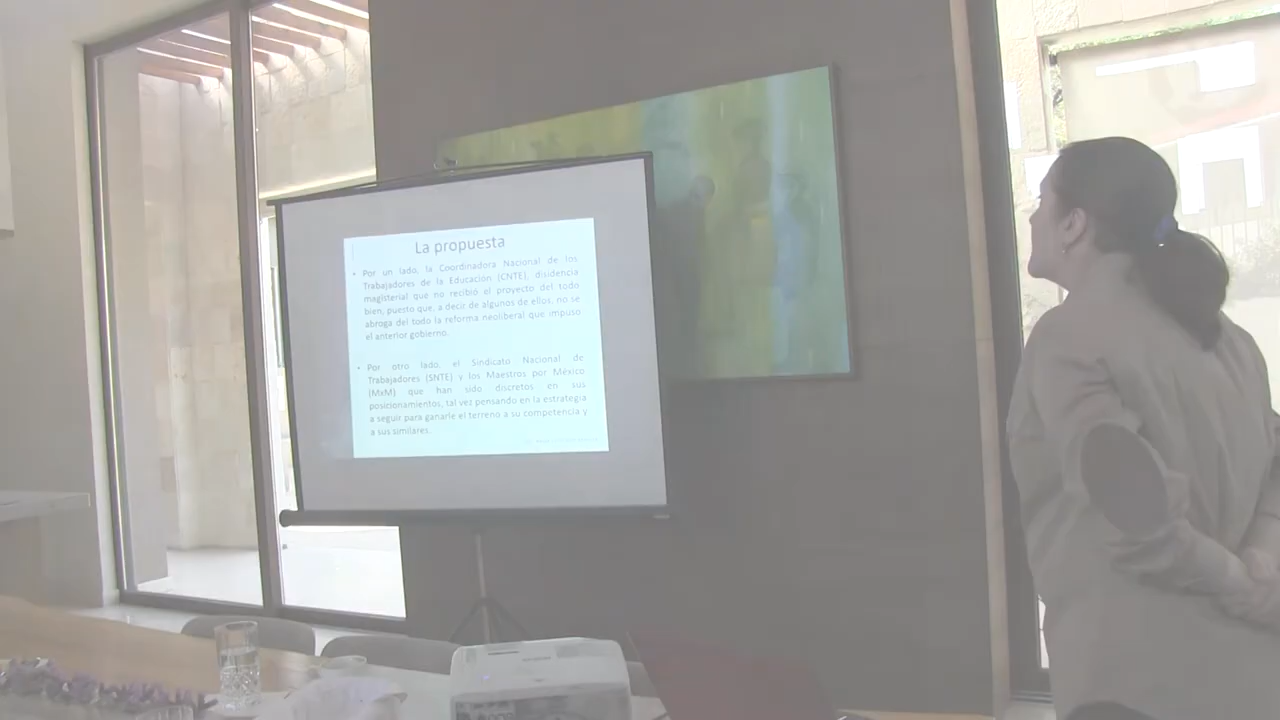 La propuesta
• Por un lado, la Coordinadora Nacional de los
Trabajadores de la Educación (CNTE), disidencia
magisterial que no recibió el proyecto del todo
bien, puesto que, a decir de algunos de ellos, no se
abroga del todo la reforma neoliberal que impuso
el anterior gobierno.
• Por otro lado, el Sindicato Nacional de
Trabajadores (SNTE) y los Maestros por México
(MxM) que han sido discretos en sus
posicionamientos, tal vez pensando en la estrategia
a seguir para ganarle el terreno a su competencia y
a sus similares.